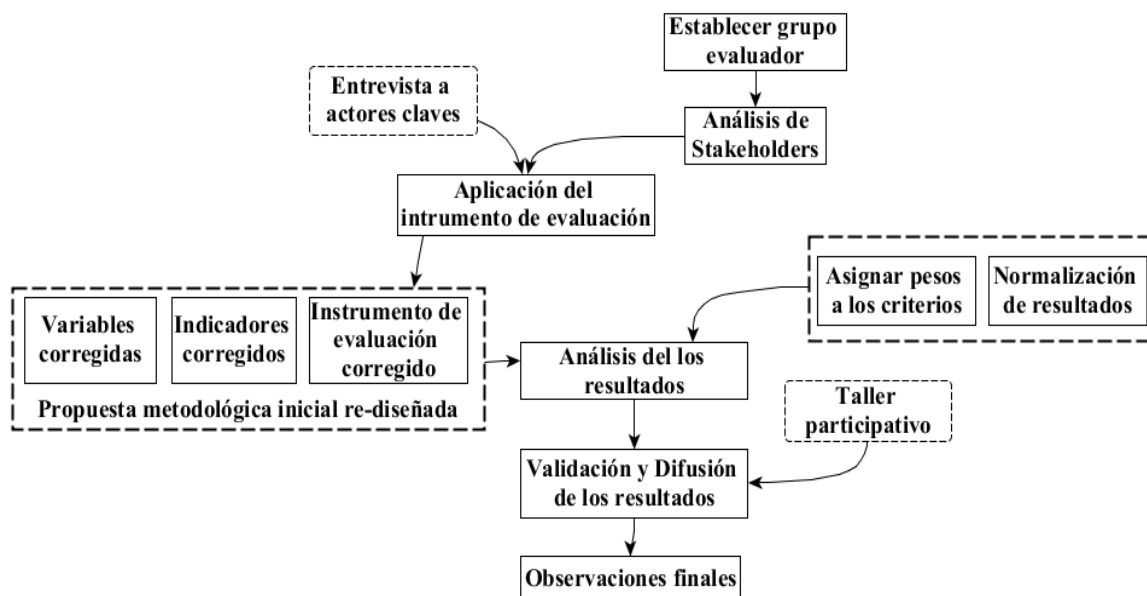 Establecer grupo
evaluador
Entrevista a
actores claves
Análisis de
Stakeholders
Aplicación del
intrumento de evaluación
Asignar pesos
a los criterios
Normalización
de resultados
Variables
corregidas
Indicadores
corregidos
Instrumento de
evaluación
corregido
Propuesta metodológica inicial re-diseñada
Análisis del los
resultados
Taller
participativo
Validación y Difusión
de los resultados
Observaciones finales